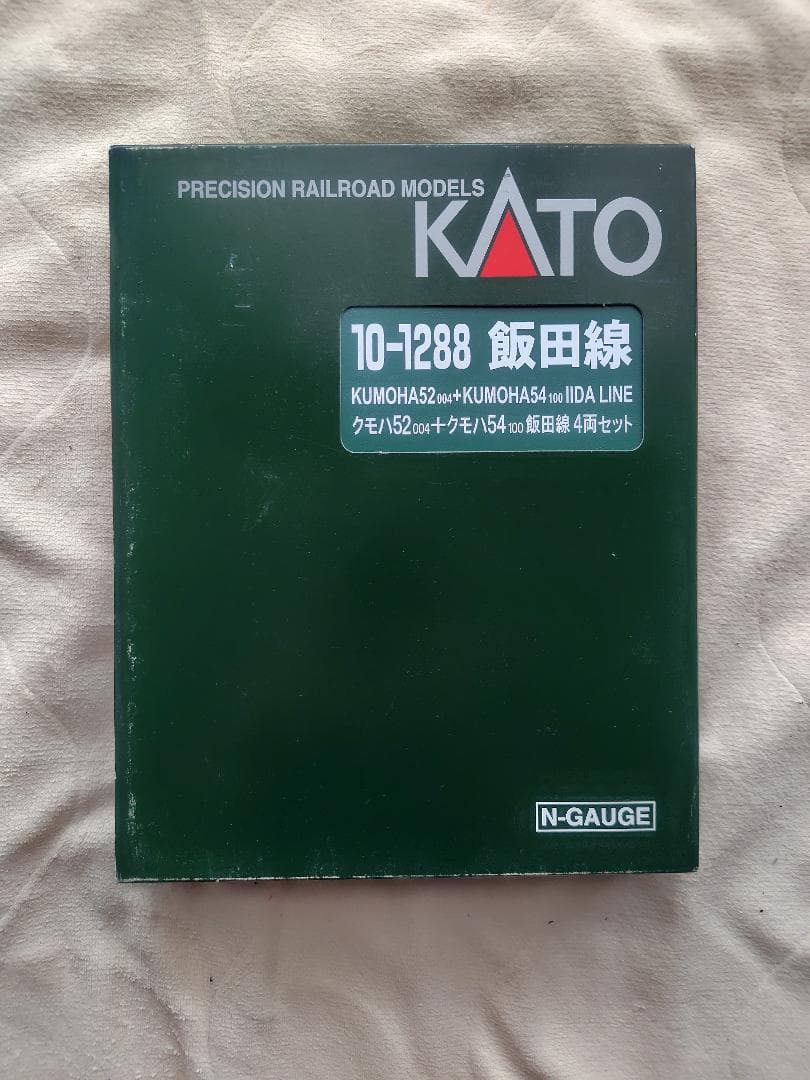 PRECISION RAILROAD MODELS
KATO
10-1288 飯田線
KUMOHA52 004+KUMOHA54 100 IIDA LINE
クモハ52 004+クモハ54 100 飯田線 4両セット
N-GAUGE